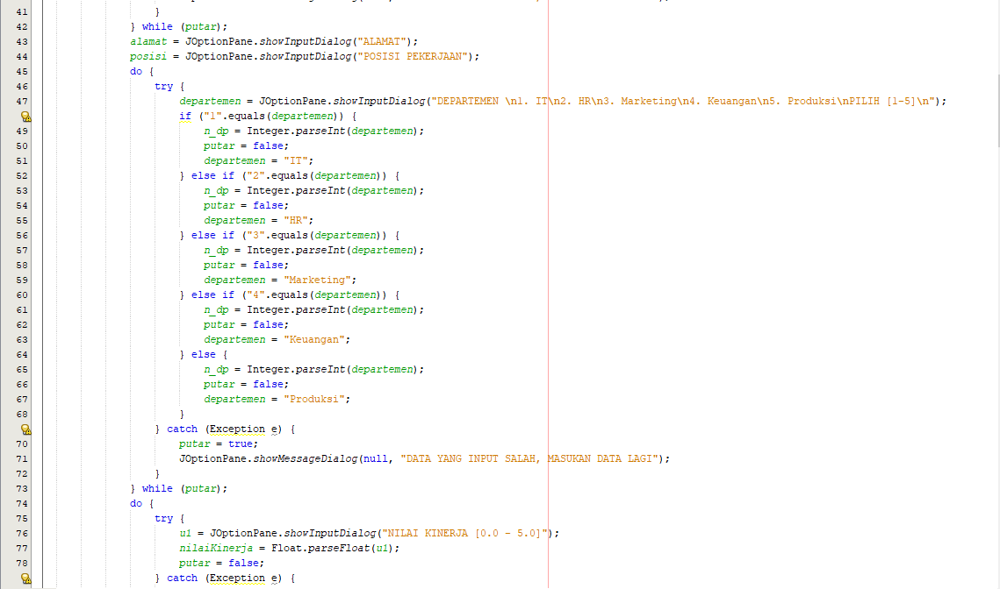 41 }
42 } while (putar);
43 alamat = JOptionPane.showInputDialog("ALAMAT");
44 posisi = JOptionPane.showInputDialog("POSISI PEKERJAAN");
45 do {
46 try {
47 departemen = JOptionPane.showInputDialog("DEPARTEMEN \n1. IT\n2. HR\n3. Marketing\n4. Keuangan\n5. Produksi\nPILIH [1-5]\n");
if ("1".equals(departemen)) {
49 n_dp = Integer.parseInt(departemen);
50 putar = false;
51 departemen = "IT";
52 } else if ("2".equals(departemen)) {
53 n_dp = Integer.parseInt(departemen);
54 putar = false;
55 departemen = "HR";
56 } else if ("3".equals(departemen)) {
57 n_dp = Integer.parseInt(departemen);
58 putar = false;
59 departemen = "Marketing";
60 } else if ("4".equals(departemen)) {
61 n_dp = Integer.parseInt(departemen);
62 putar = false;
63 departemen = "Keuangan";
64 } else {
65 n_dp = Integer.parseInt(departemen);
66 putar = false;
67 departemen = "Produksi";
68 }
} catch (Exception e) {
70 putar = true;
71 JOptionPane.showMessageDialog(null, "DATA YANG INPUT SALAH, MASUKAN DATA LAGI");
72 }
73 } while (putar);
74 do {
75 try {
76 u1 = JOptionPane.showInputDialog("NILAI KINERJA [0.0 - 5.0]");
77 nilaiKinerja = Float.parseFloat(u1);
78 putar = false;
} catch (Exception e) {